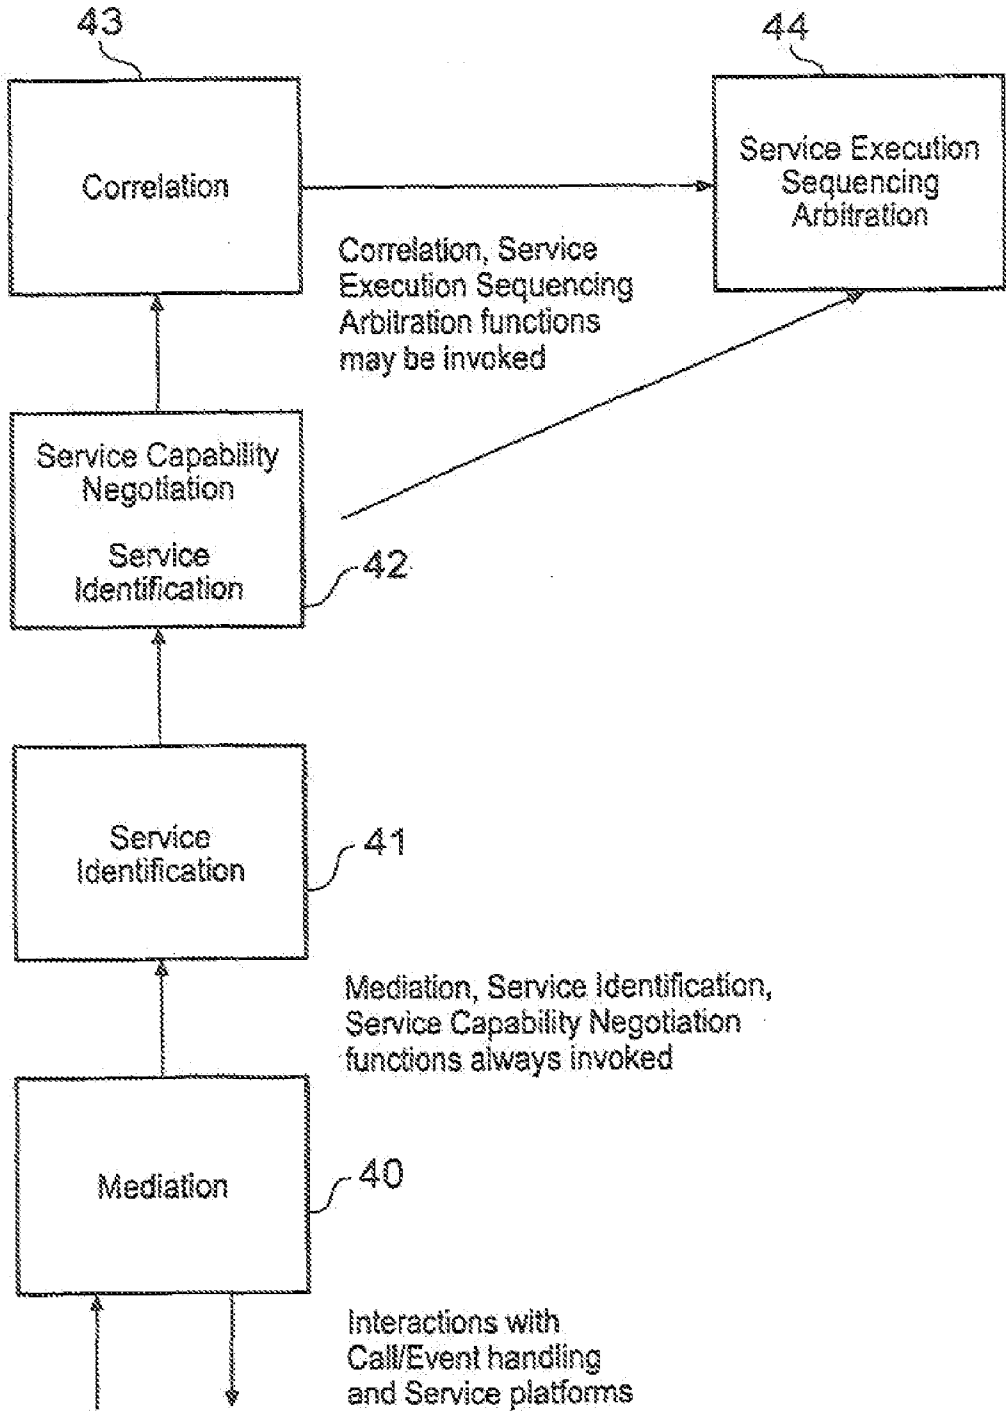 43
44
Correlation
Service Execution
Sequencing
Arbitration
Correlation, Service
Execution Sequencing
Arbitration functions
may be invoked
Service Capability
Negotiation
Service
Identification
42
Service
Identification
41
Mediation, Service Identification,
Service Capability Negotiation
functions always invoked
Mediation
40
Interactions with
Call/Event handling
and Service platforms